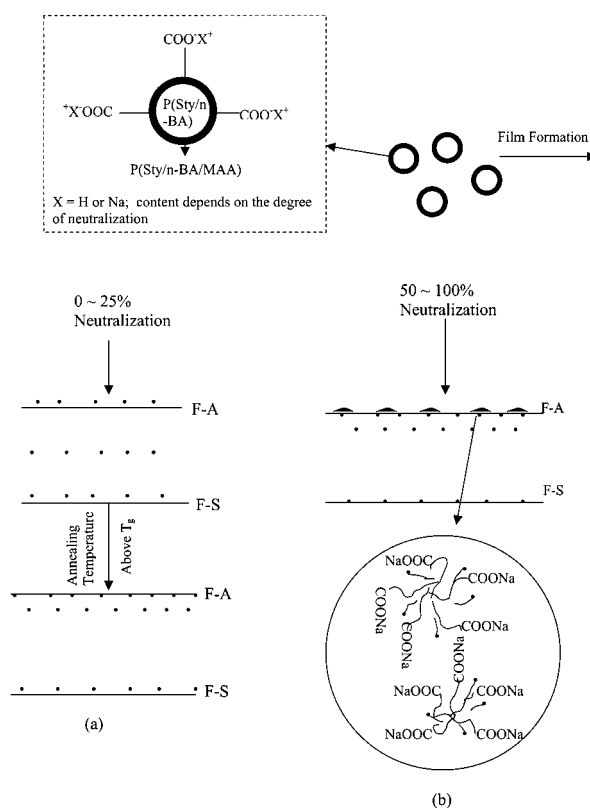 COO⁻X⁺
⁺X⁻OOC
P(Sty/n
-BA)
COO⁻X⁺
P(Sty/n-BA/MAA)
X = H or Na; content depends on the degree
of neutralization
Film Formation
0 ~ 25%
Neutralization
F-A
F-S
Annealing
Temperature
Above Tg
F-A
F-S
(a)
50 ~ 100%
Neutralization
F-A
F-S
NaOOC
COONa
COONa
COONa
COONa
COONa
NaOOC
COONa
NaOOC
COONa
(b)